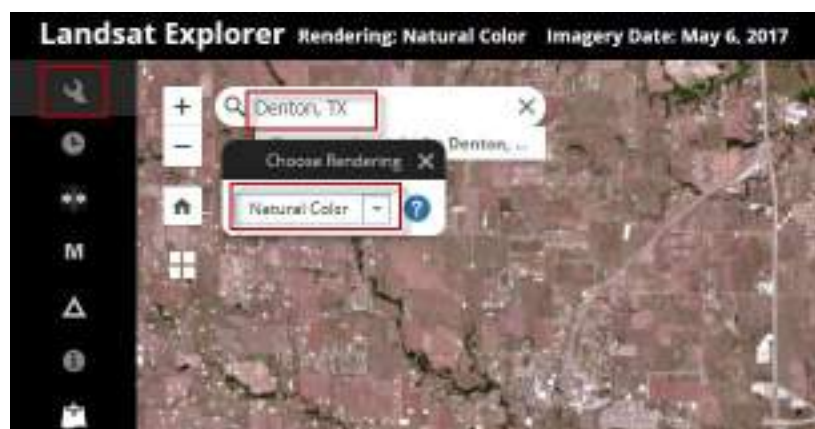 Landsat Explorer Rendering: Natural Color Imagery Date: May 6, 2017
Denton, TX
Denton, ...
Choose Rendering
Natural Color
M